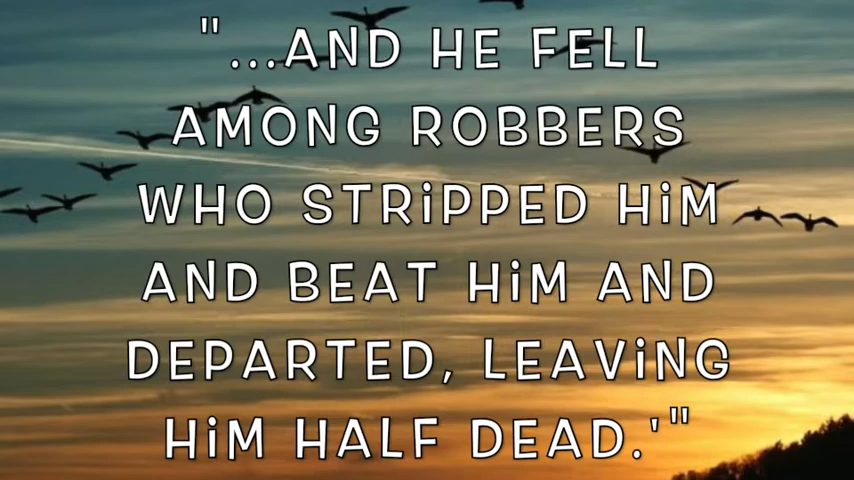 "...AND HE FELL
AMONG ROBBERS
WHO STRiPPED HiM
AND BEAT HiM AND
DEPARTED, LEAViNG
HiM HALF DEAD.'"